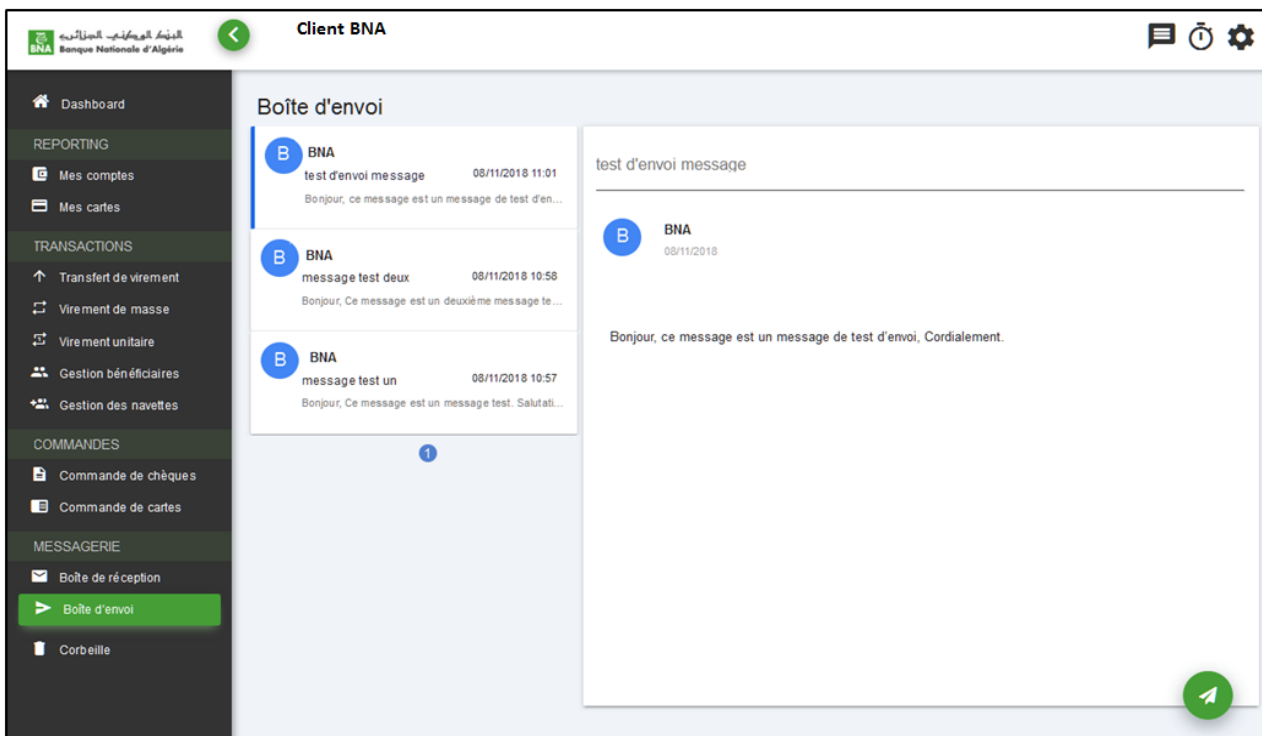 البنك الوطني الجزائري
BNA Banque Nationale d'Algérie
Client BNA
Dashboard
REPORTING
Mes comptes
Mes cartes
TRANSACTIONS
Transfert de virement
Virement de masse
Virement unitaire
Gestion bénéficiaires
Gestion des navettes
COMMANDES
Commande de chèques
Commande de cartes
MESSAGERIE
Boîte de réception
Boîte d'envoi
Corbeille
Boîte d'envoi
B BNA
test d'envoi message 08/11/2018 11:01
Bonjour, ce message est un message de test d'en...
B BNA
message test deux 08/11/2018 10:58
Bonjour, Ce message est un deuxième message te...
B BNA
message test un 08/11/2018 10:57
Bonjour, Ce message est un message test. Salutati...
1
test d'envoi message
B BNA
08/11/2018
Bonjour, ce message est un message de test d'envoi, Cordialement.